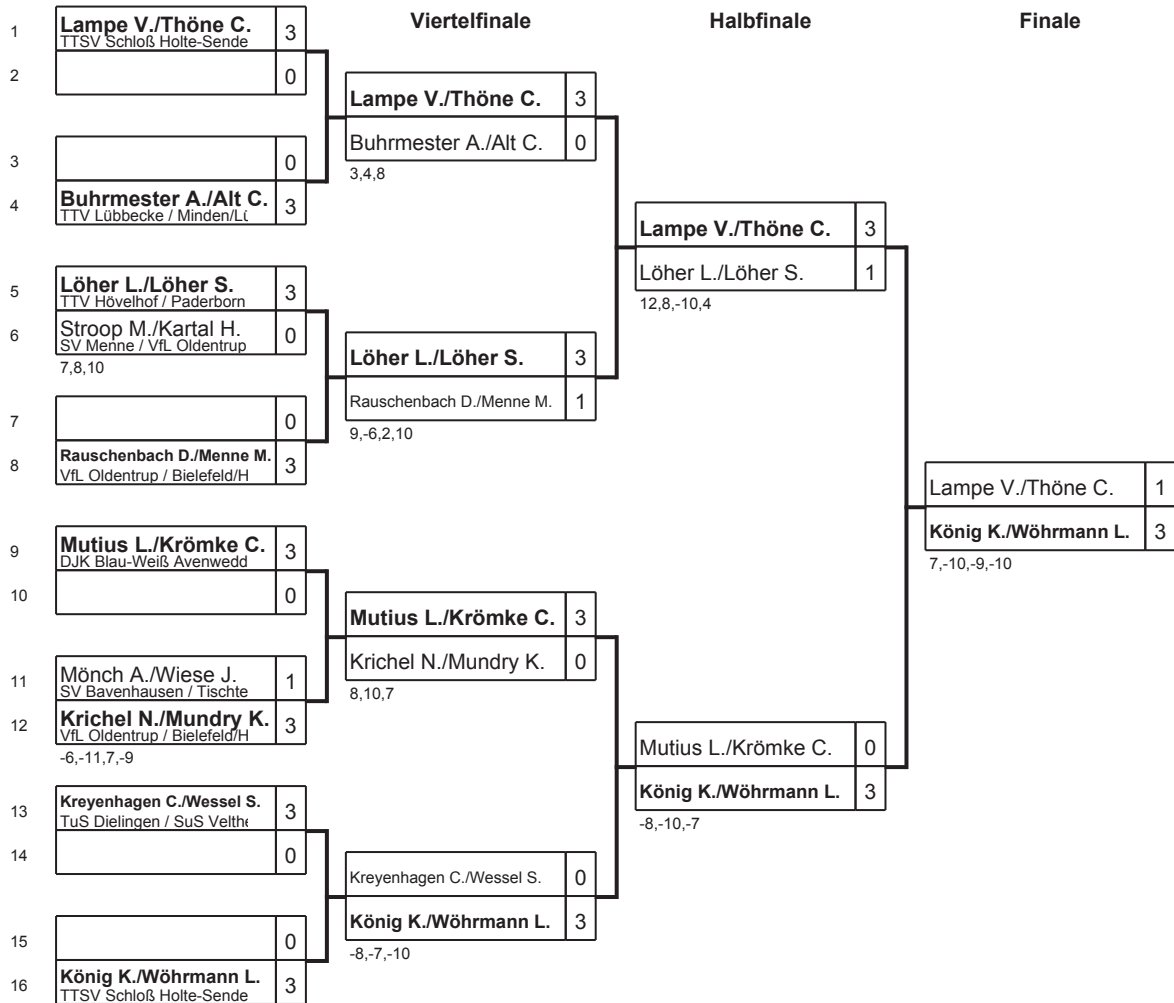 Viertelfinale
Halbfinale
Finale
1
Lampe V./Thöne C.
3
TTSV Schloß Holte-Sende
2
0
3
0
4
Buhrmester A./Alt C.
3
TTV Lübbecke / Minden/Lü
5
Löher L./Löher S.
3
TTV Hövelhof / Paderborn
6
Stroop M./Kartal H.
0
SV Menne / VfL Oldentrup
7,8,10
7
0
8
Rauschenbach D./Menne M.
3
VfL Oldentrup / Bielefeld/H
9
Mutius L./Krömke C.
3
DJK Blau-Weiß Avenwedd
10
0
11
Mönch A./Wiese J.
1
SV Bavenhausen / Tischte
12
Krichel N./Mundry K.
3
VfL Oldentrup / Bielefeld/H
-6,-11,7,-9
13
Kreyenhagen C./Wessel S.
3
TuS Dielingen / SuS Velthe
14
0
15
0
16
König K./Wöhrmann L.
3
TTSV Schloß Holte-Sende
Lampe V./Thöne C.
3
Buhrmester A./Alt C.
0
3,4,8
Löher L./Löher S.
3
Rauschenbach D./Menne M.
1
9,-6,2,10
Mutius L./Krömke C.
3
Krichel N./Mundry K.
0
8,10,7
Kreyenhagen C./Wessel S.
0
König K./Wöhrmann L.
3
-8,-7,-10
Lampe V./Thöne C.
3
Löher L./Löher S.
1
12,8,-10,4
Mutius L./Krömke C.
0
König K./Wöhrmann L.
3
-8,-10,-7
Lampe V./Thöne C.
1
König K./Wöhrmann L.
3
7,-10,-9,-10